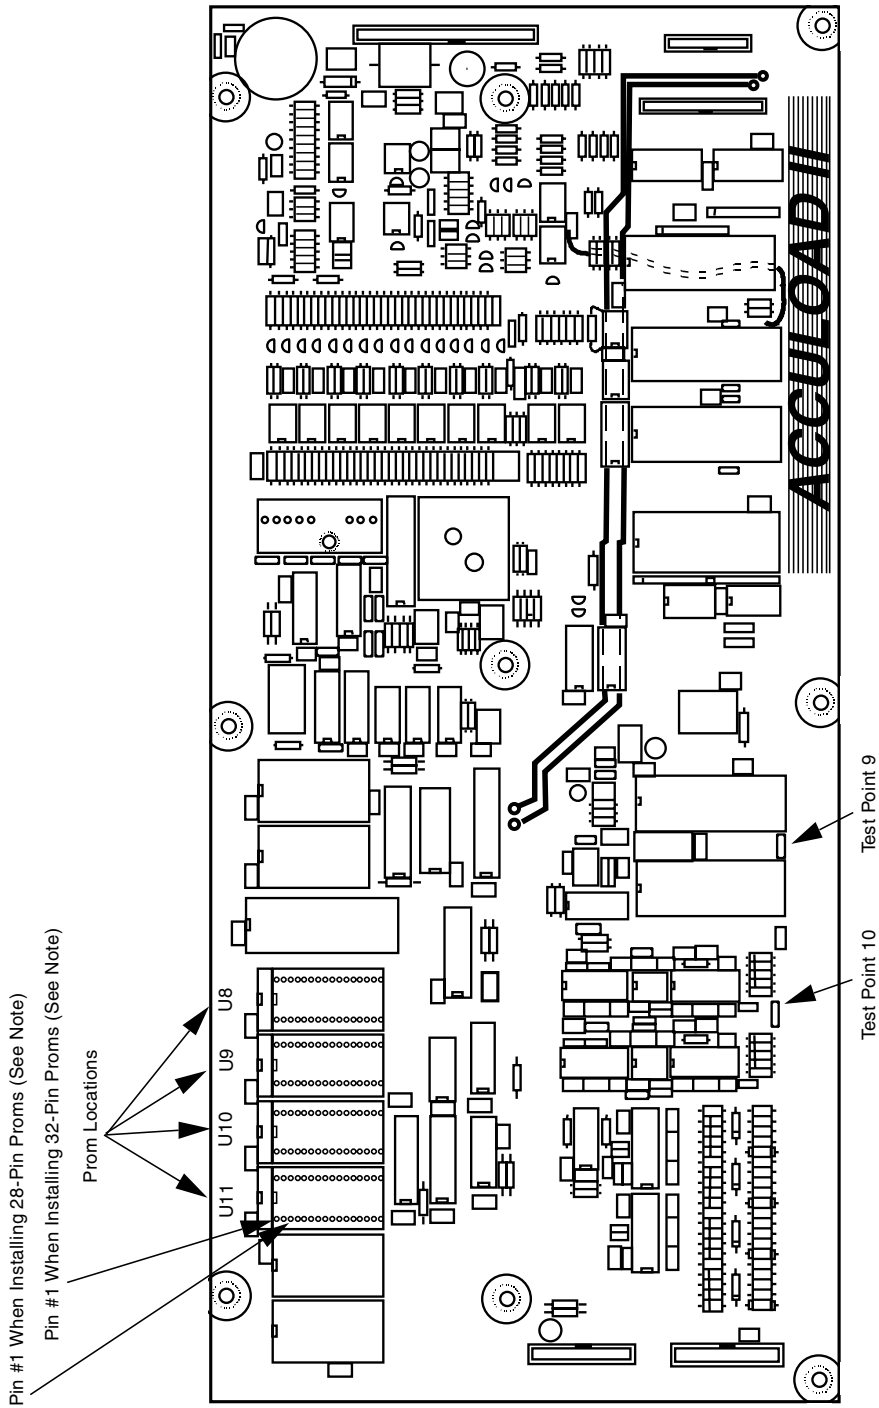 Pin #1 When Installing 28-Pin Proms (See Note)
Pin #1 When Installing 32-Pin Proms (See Note)
Prom Locations
U11
U10
U9
U8
Test Point 10
Test Point 9
ACCULOAD II